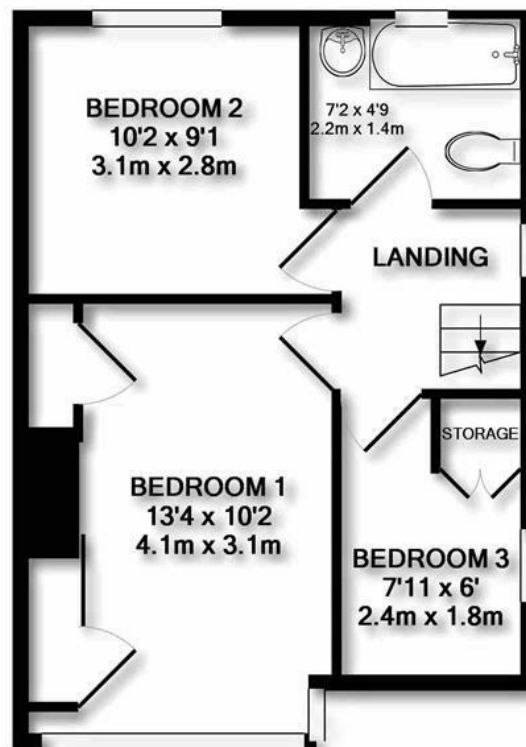 BEDROOM 2
10'2 x 9'1
3.1m x 2.8m
7'2 x 4'9
2.2m x 1.4m
LANDING
STORAGE
BEDROOM 1
13'4 x 10'2
4.1m x 3.1m
BEDROOM 3
7'11 x 6'
2.4m x 1.8m